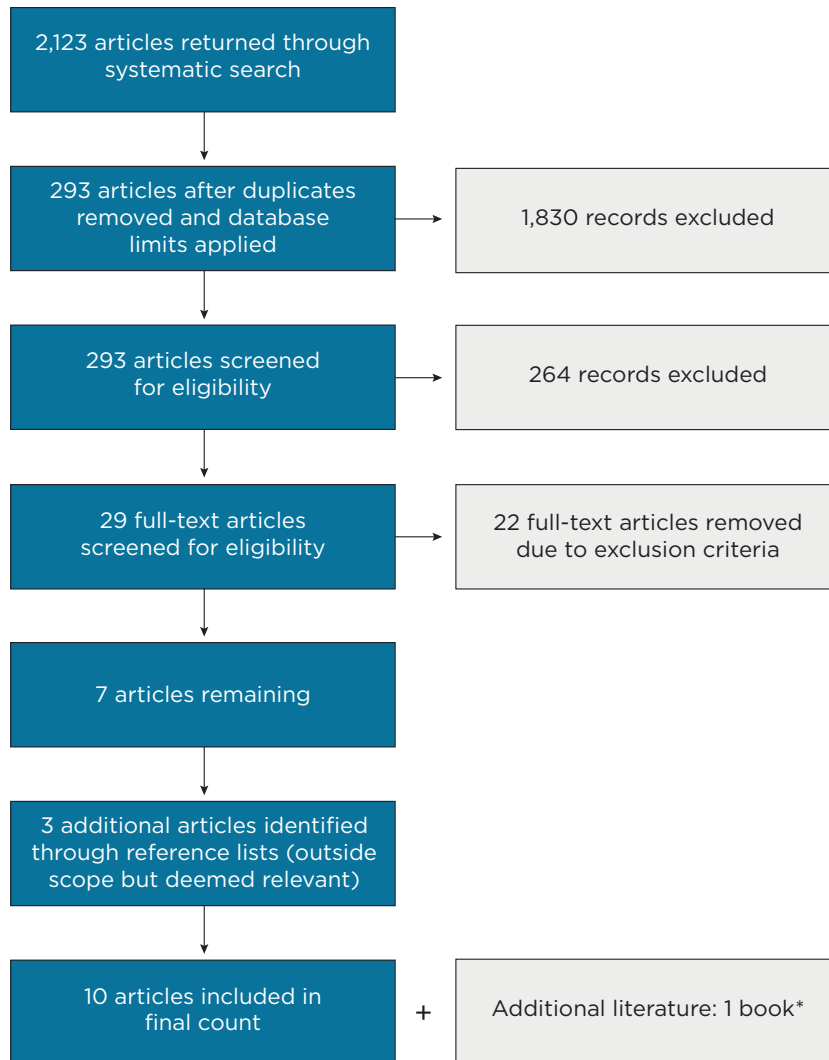 2,123 articles returned through
systematic search
293 articles after duplicates
removed and database
limits applied
1,830 records excluded
293 articles screened
for eligibility
264 records excluded
29 full-text articles
screened for eligibility
22 full-text articles removed
due to exclusion criteria
7 articles remaining
3 additional articles identified
through reference lists (outside
scope but deemed relevant)
10 articles included in
final count
+
Additional literature: 1 book*